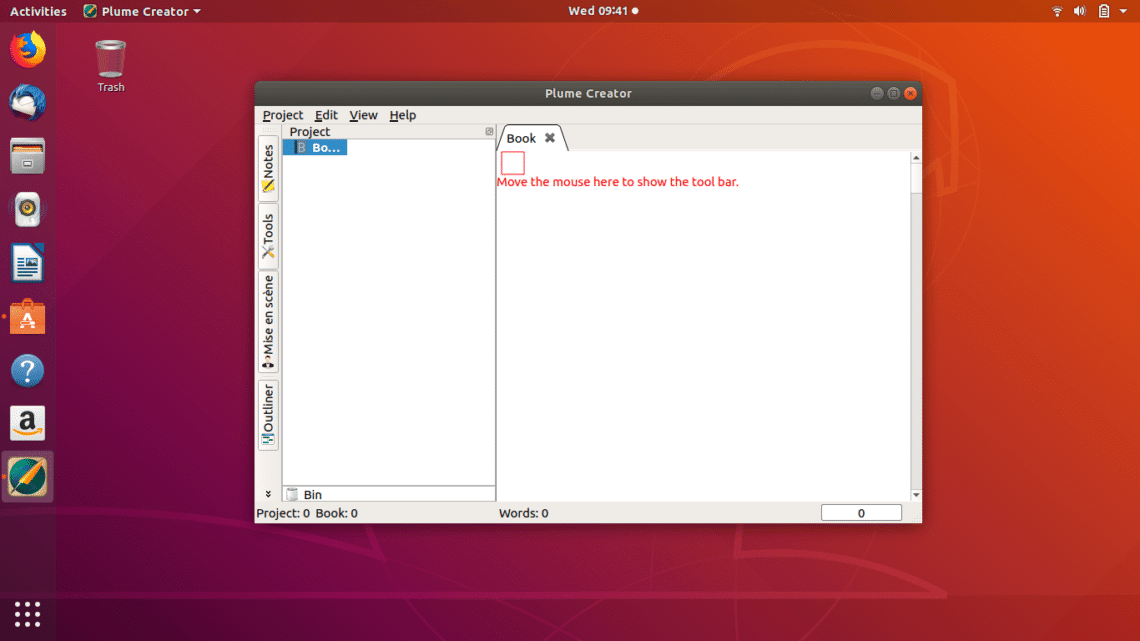 Activities Plume Creator Wed 09:41
Trash
Plume Creator
Project Edit View Help
Project
Book
Bo...
Notes
Move the mouse here to show the tool bar.
Tools
Mise en scène
Outliner
Bin
Project: 0 Book: 0 Words: 0 0